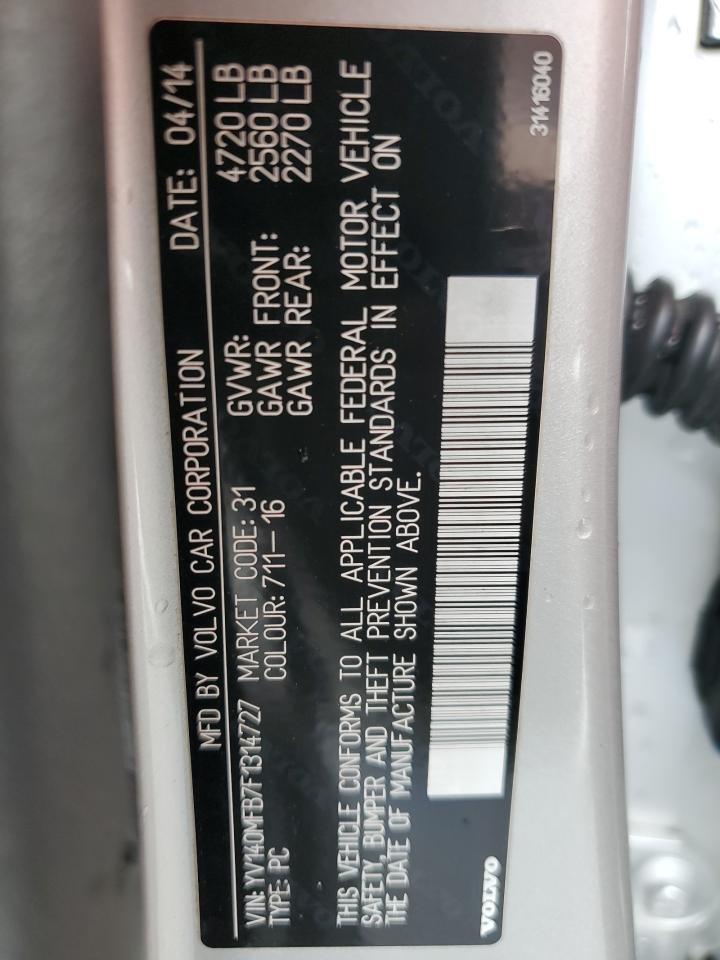 MFD BY VOLVO CAR CORPORATION DATE: 04/14
VIN: YV140MFB7F1314727 MARKET CODE: 31 GVWR: 4720 LB
TYPE: PC COLOUR: 711-16 GAWR FRONT: 2560 LB
GAWR REAR: 2270 LB
THIS VEHICLE CONFORMS TO ALL APPLICABLE FEDERAL MOTOR VEHICLE
SAFETY, BUMPER AND THEFT PREVENTION STANDARDS IN EFFECT ON
THE DATE OF MANUFACTURE SHOWN ABOVE.
VOLVO 31416040